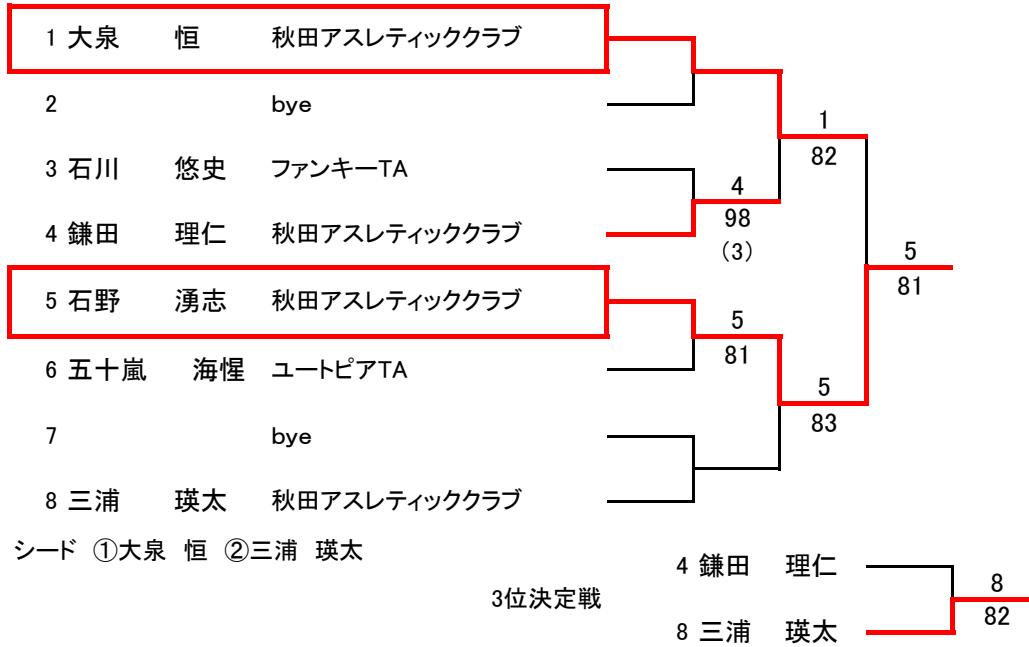 1 大泉 恒 秋田アスレティッククラブ
2 bye
1
82
3 石川 悠史 ファンキーTA
4
98
(3)
4 鎌田 理仁 秋田アスレティッククラブ
5
81
5 石野 湧志 秋田アスレティッククラブ
5
81
6 五十嵐 海惺 ユートピアTA
5
83
7 bye
8 三浦 瑛太 秋田アスレティッククラブ
シード ①大泉 恒 ②三浦 瑛太
3位決定戦
4 鎌田 理仁
8
82
8 三浦 瑛太